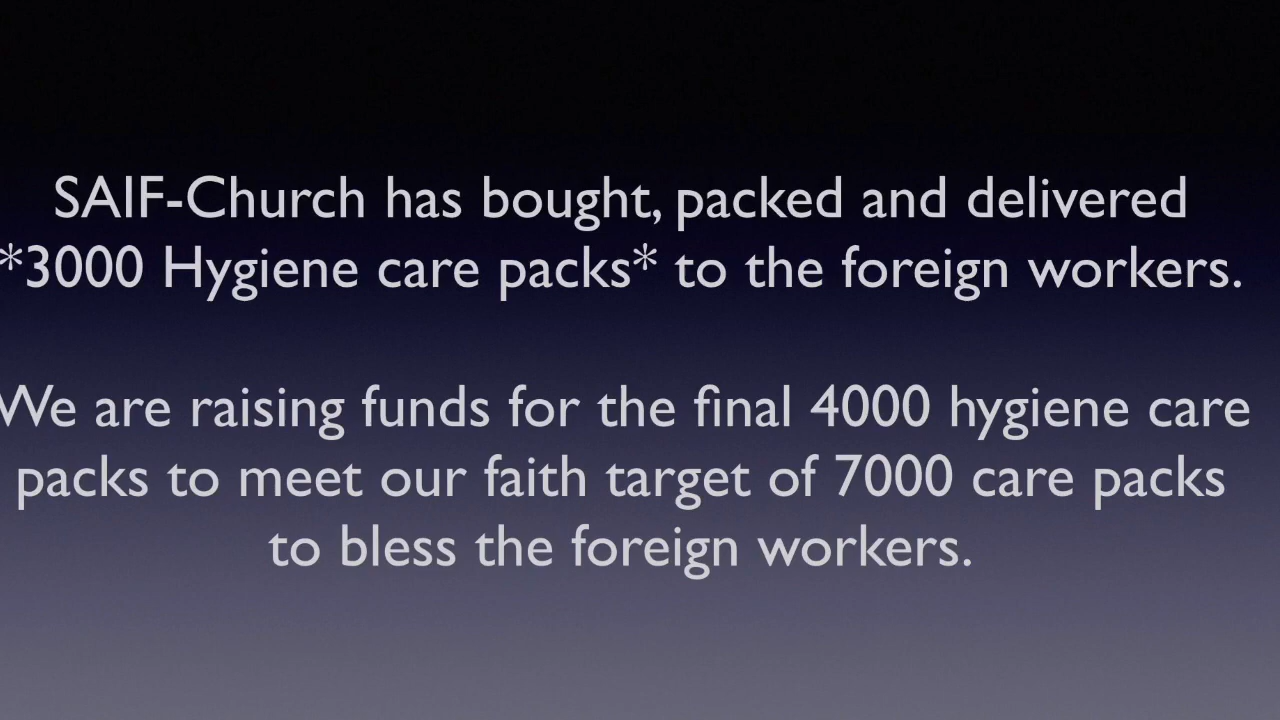 SAIF-Church has bought, packed and delivered
*3000 Hygiene care packs* to the foreign workers.
We are raising funds for the final 4000 hygiene care
packs to meet our faith target of 7000 care packs
to bless the foreign workers.